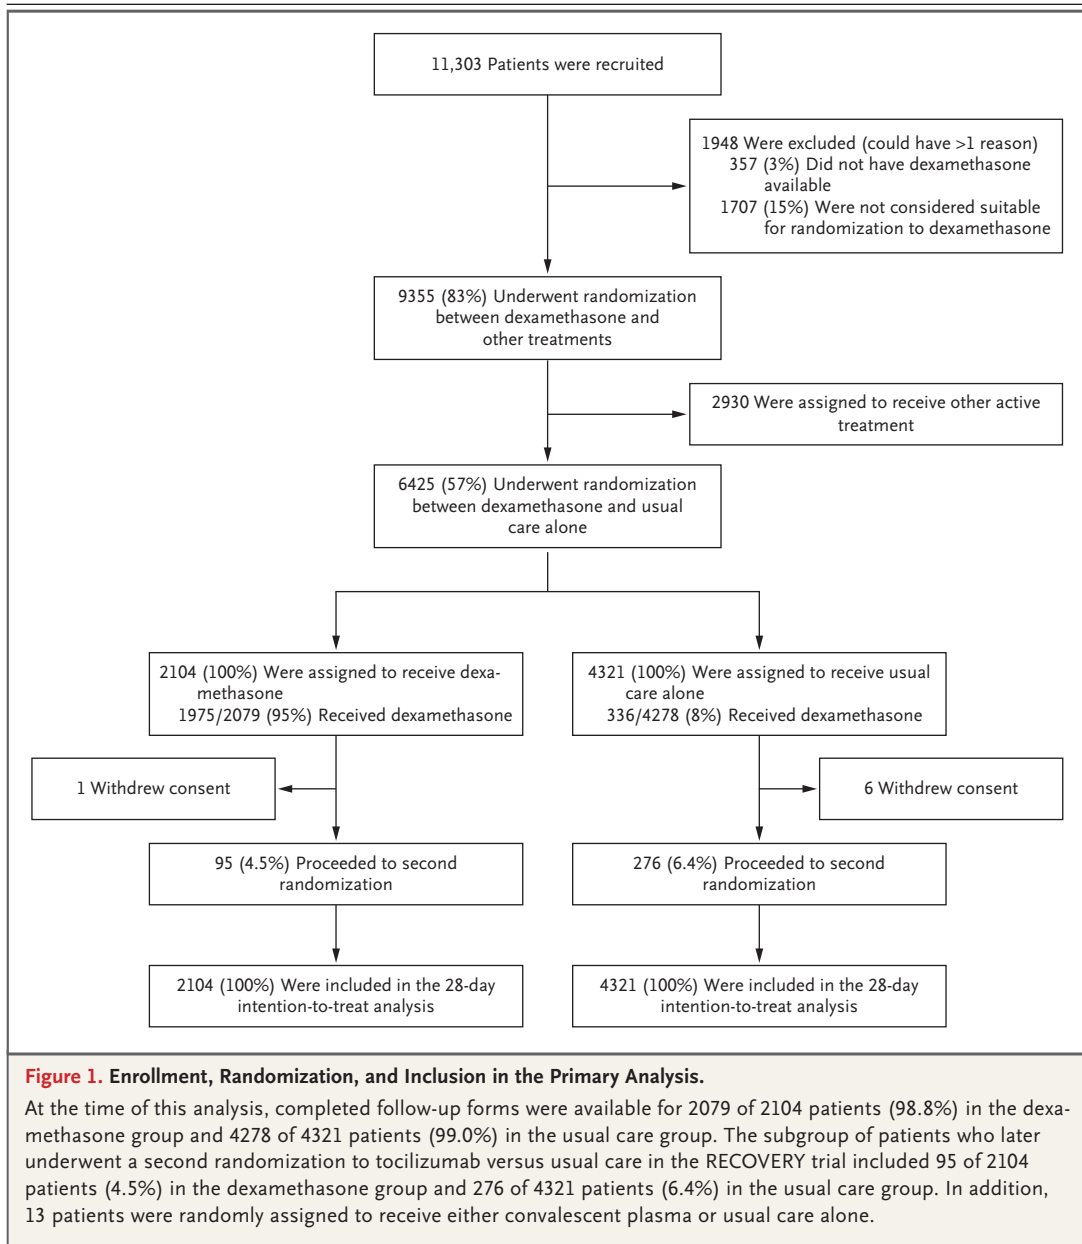 11,303 Patients were recruited
1948 Were excluded (could have >1 reason)
357 (3%) Did not have dexamethasone
available
1707 (15%) Were not considered suitable
for randomization to dexamethasone
9355 (83%) Underwent randomization
between dexamethasone and
other treatments
2930 Were assigned to receive other active
treatment
6425 (57%) Underwent randomization
between dexamethasone and usual
care alone
2104 (100%) Were assigned to receive dexa-
methasone
1975/2079 (95%) Received dexamethasone
4321 (100%) Were assigned to receive usual
care alone
336/4278 (8%) Received dexamethasone
1 Withdrew consent
6 Withdrew consent
95 (4.5%) Proceeded to second
randomization
276 (6.4%) Proceeded to second
randomization
2104 (100%) Were included in the 28-day
intention-to-treat analysis
4321 (100%) Were included in the 28-day
intention-to-treat analysis
Figure 1. Enrollment, Randomization, and Inclusion in the Primary Analysis.
At the time of this analysis, completed follow-up forms were available for 2079 of 2104 patients (98.8%) in the dexa-
methasone group and 4278 of 4321 patients (99.0%) in the usual care group. The subgroup of patients who later
underwent a second randomization to tocilizumab versus usual care in the RECOVERY trial included 95 of 2104
patients (4.5%) in the dexamethasone group and 276 of 4321 patients (6.4%) in the usual care group. In addition,
13 patients were randomly assigned to receive either convalescent plasma or usual care alone.